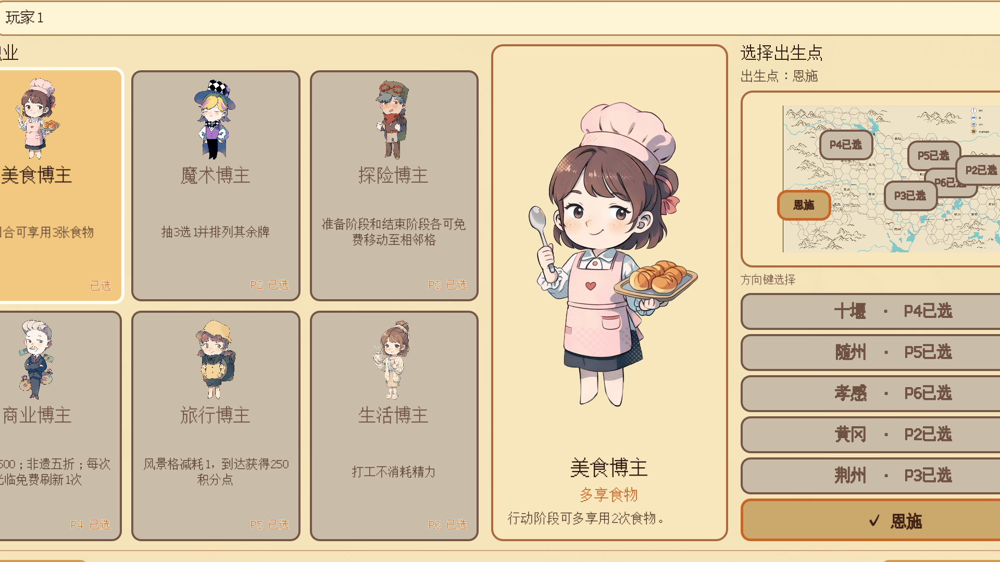 玩家1
业
选择出生点
出生点：恩施
美食博主
合可享用3张食物
已选
魔术博主
抽3选1并排列其余牌
P2 已选
探险博主
准备阶段和结束阶段各可免
费移动至相邻格
P3 已选
商业博主
500；非遗五折；每次
临免费刷新1次
P4 已选
旅行博主
风景格减耗1，到达获得250
积分点
P5 已选
生活博主
打工不消耗精力
P6 已选
美食博主
多享食物
行动阶段可多享用2次食物。
P4已选
P5已选
P2已选
P6已选
P3已选
恩施
方向键选择
十堰 · P4已选
随州 · P5已选
孝感 · P6已选
黄冈 · P2已选
荆州 · P3已选
✓ 恩施